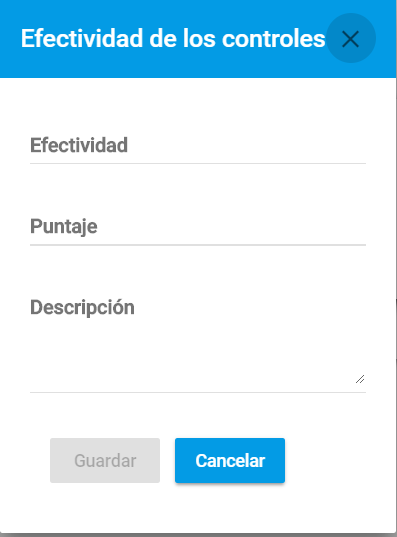 Efectividad de los controles
Efectividad
Puntaje
Descripción
Guardar
Cancelar